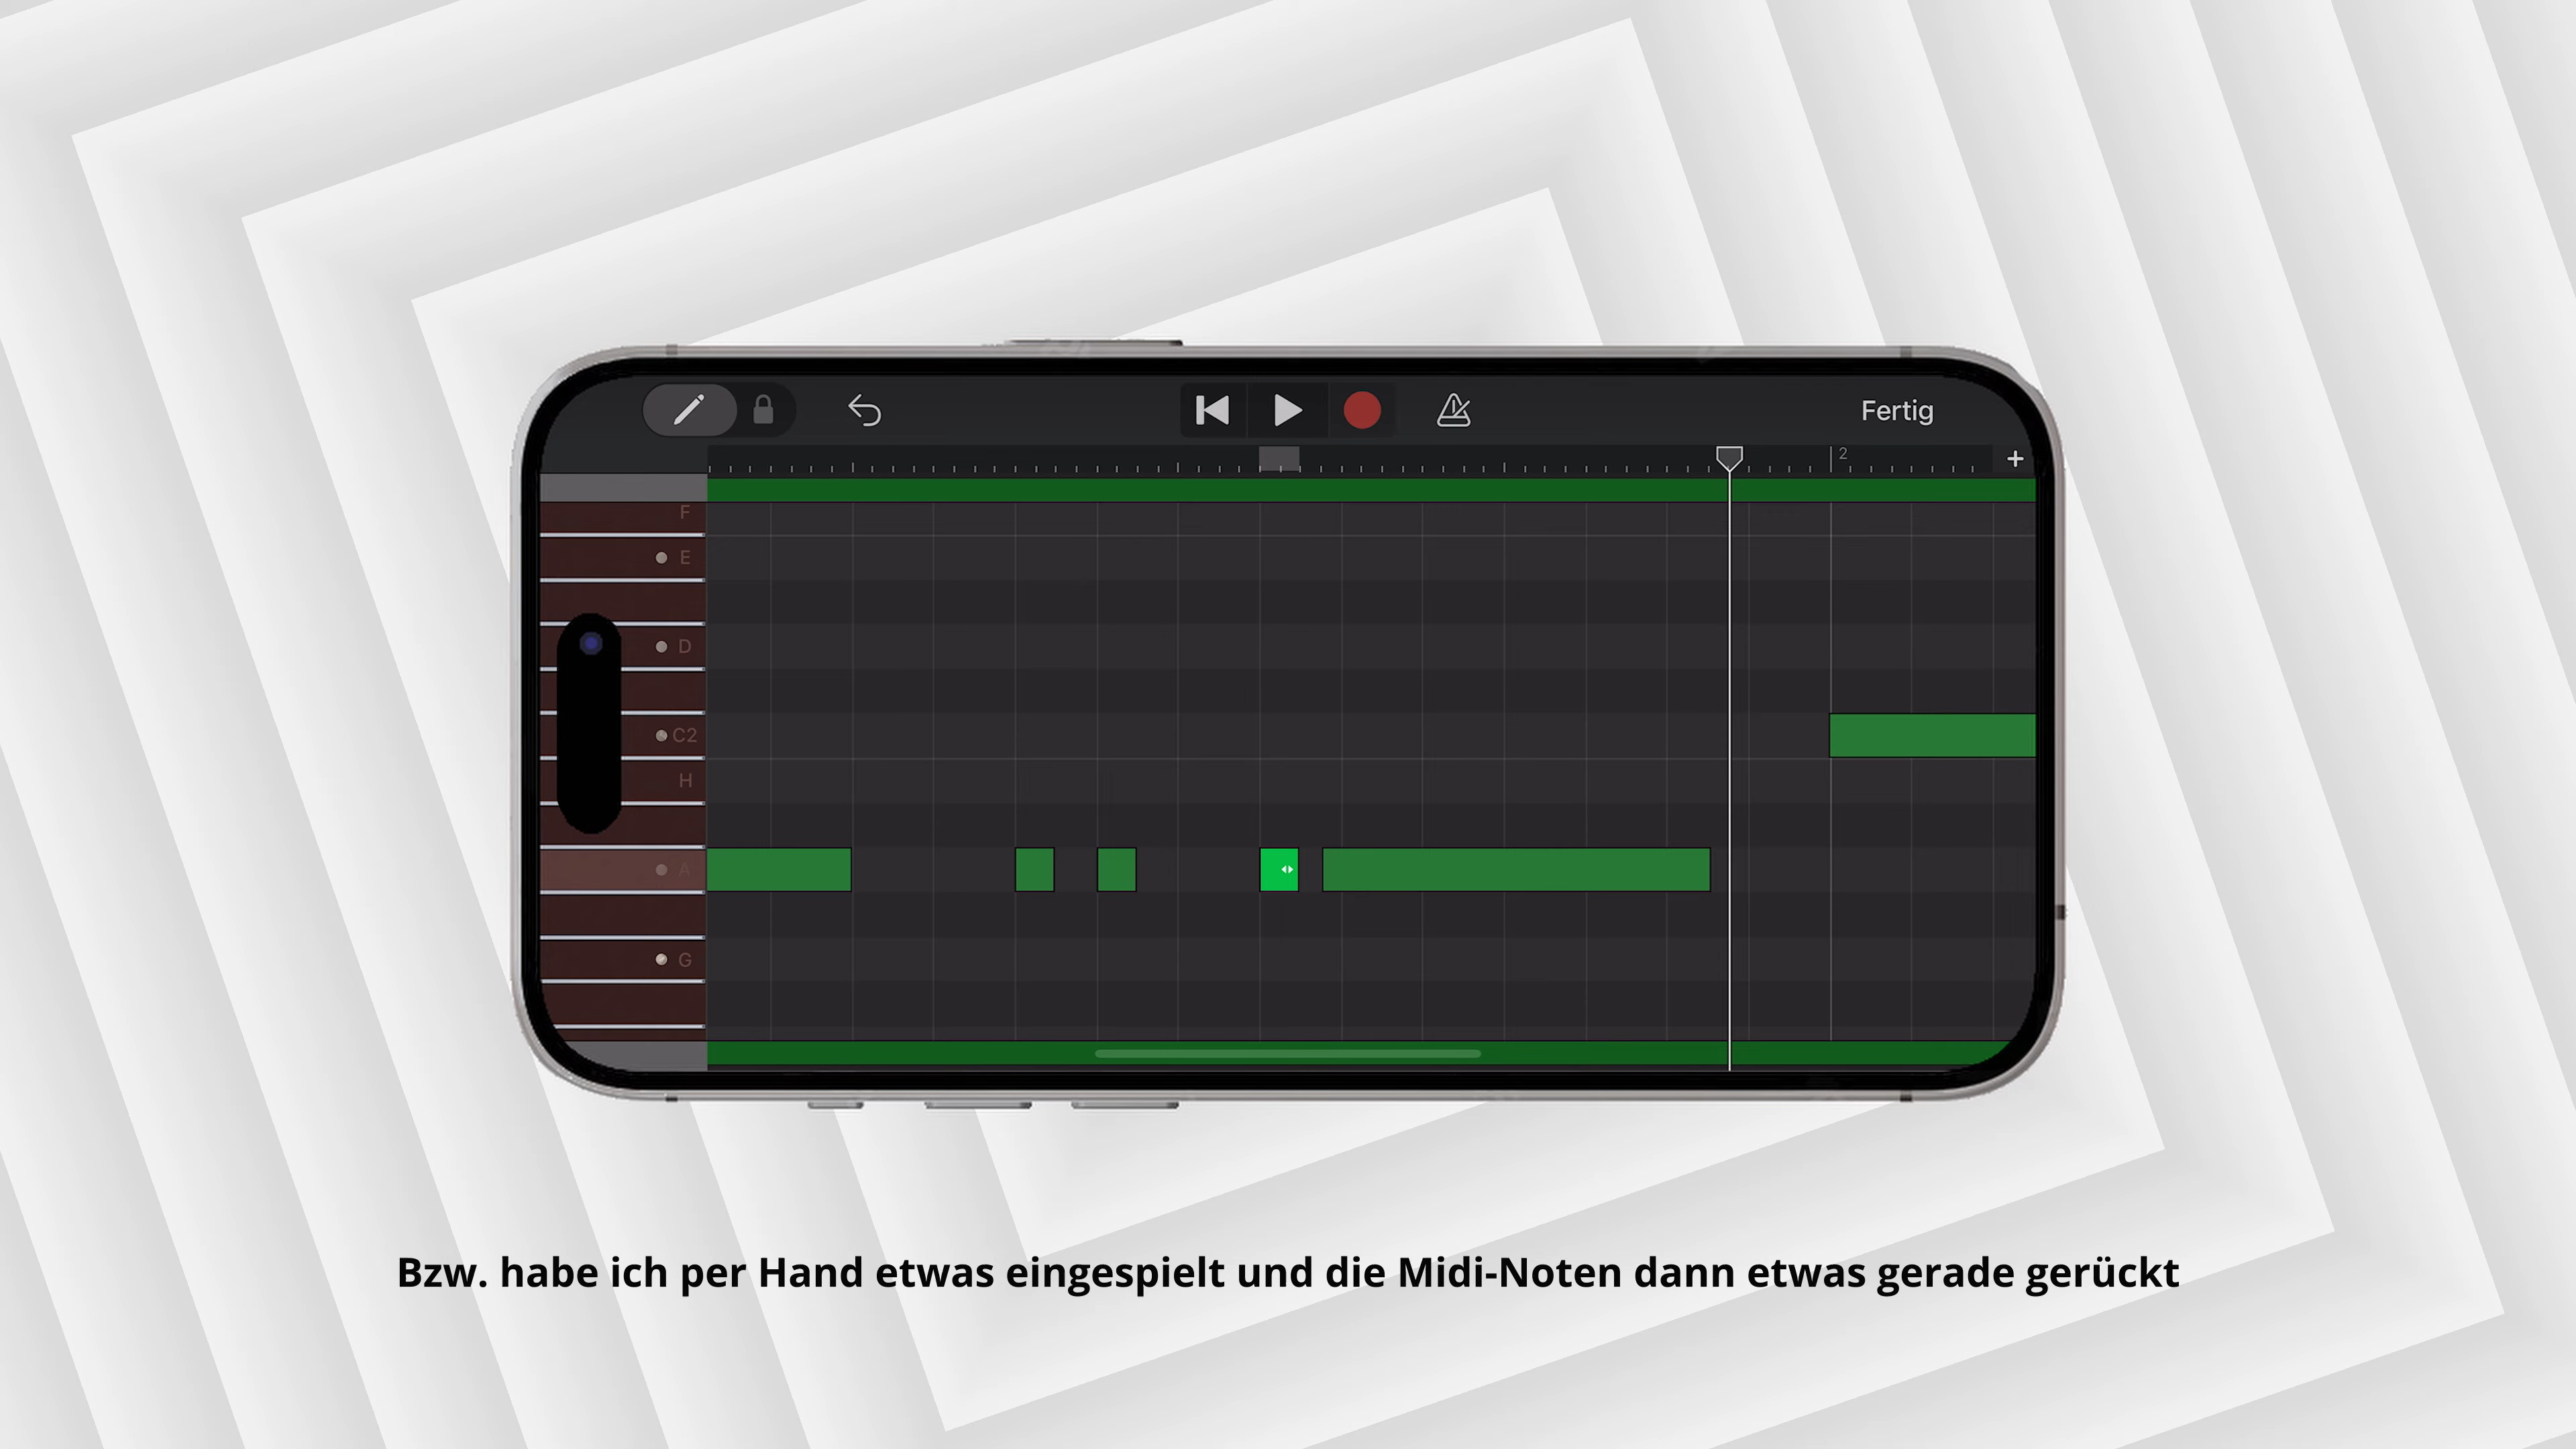 Fertig
2
F
E
D
C2
H
A
G
Bzw. habe ich per Hand etwas eingespielt und die Midi-Noten dann etwas gerade gerückt